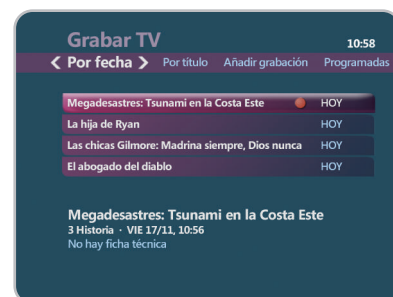 Grabar TV
10:58
< Por fecha > Por título Añadir grabación Programadas
Megadesastres: Tsunami en la Costa Este HOY
La hija de Ryan HOY
Las chicas Gilmore: Madrina siempre, Dios nunca HOY
El abogado del diablo HOY
Megadesastres: Tsunami en la Costa Este
3 Historia · VIE 17/11, 10:56
No hay ficha técnica